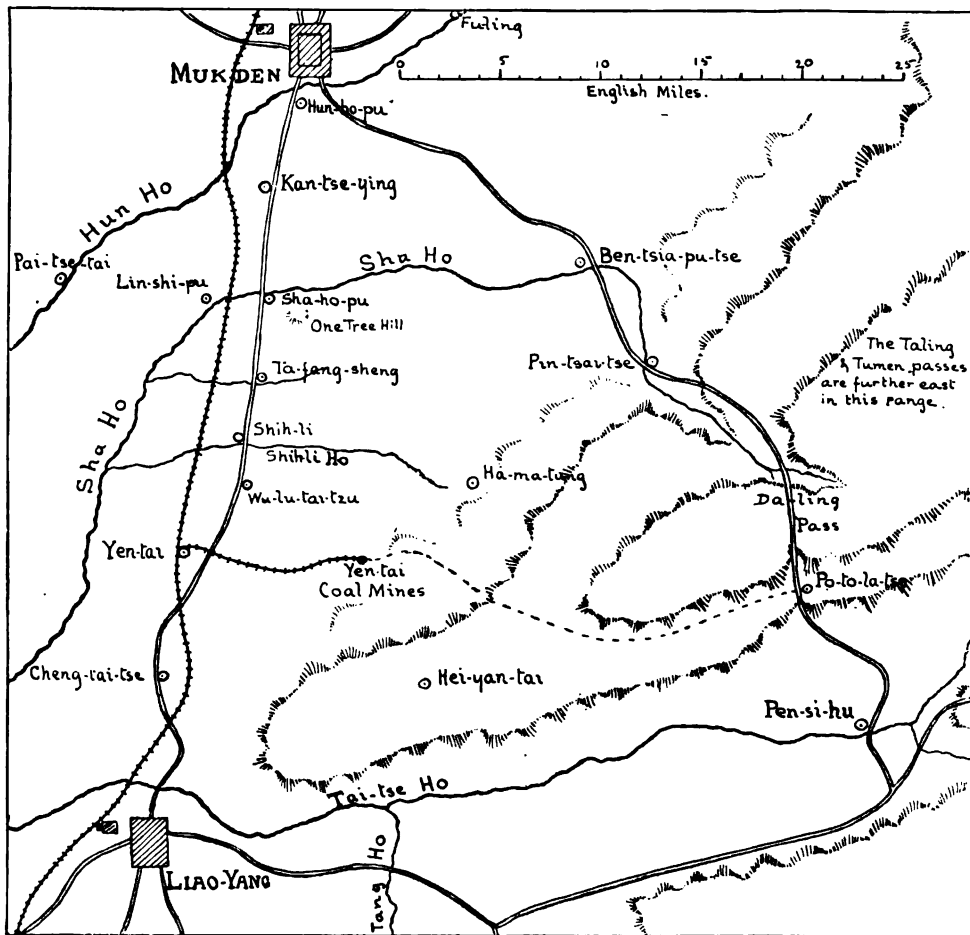 Fuling
MUKDEN
0 5 10 15 20 25
English Miles.
Hun-ho-pu
Kan-tse-ying
Hun Ho
Pai-tse-tai
Sha Ho
Ben-tsia-pu-tse
Lin-shi-pu
Sha-ho-pu
One Tree Hill
Pin-tsai-tse
The Taling
& Tumen passes
are further east
in this range.
Ta-fang-sheng
Sha Ho
Shih-li
Shih-li Ho
Ha-ma-tung
Wu-lu-tai-tzu
Da-ling
Pass
Yen-tai
Yen-tai
Coal Mines
Po-to-la-tse
Cheng-tai-tse
Hei-yan-tai
Pen-si-hu
Tai-tse Ho
Tang Ho
LIAO-YANG